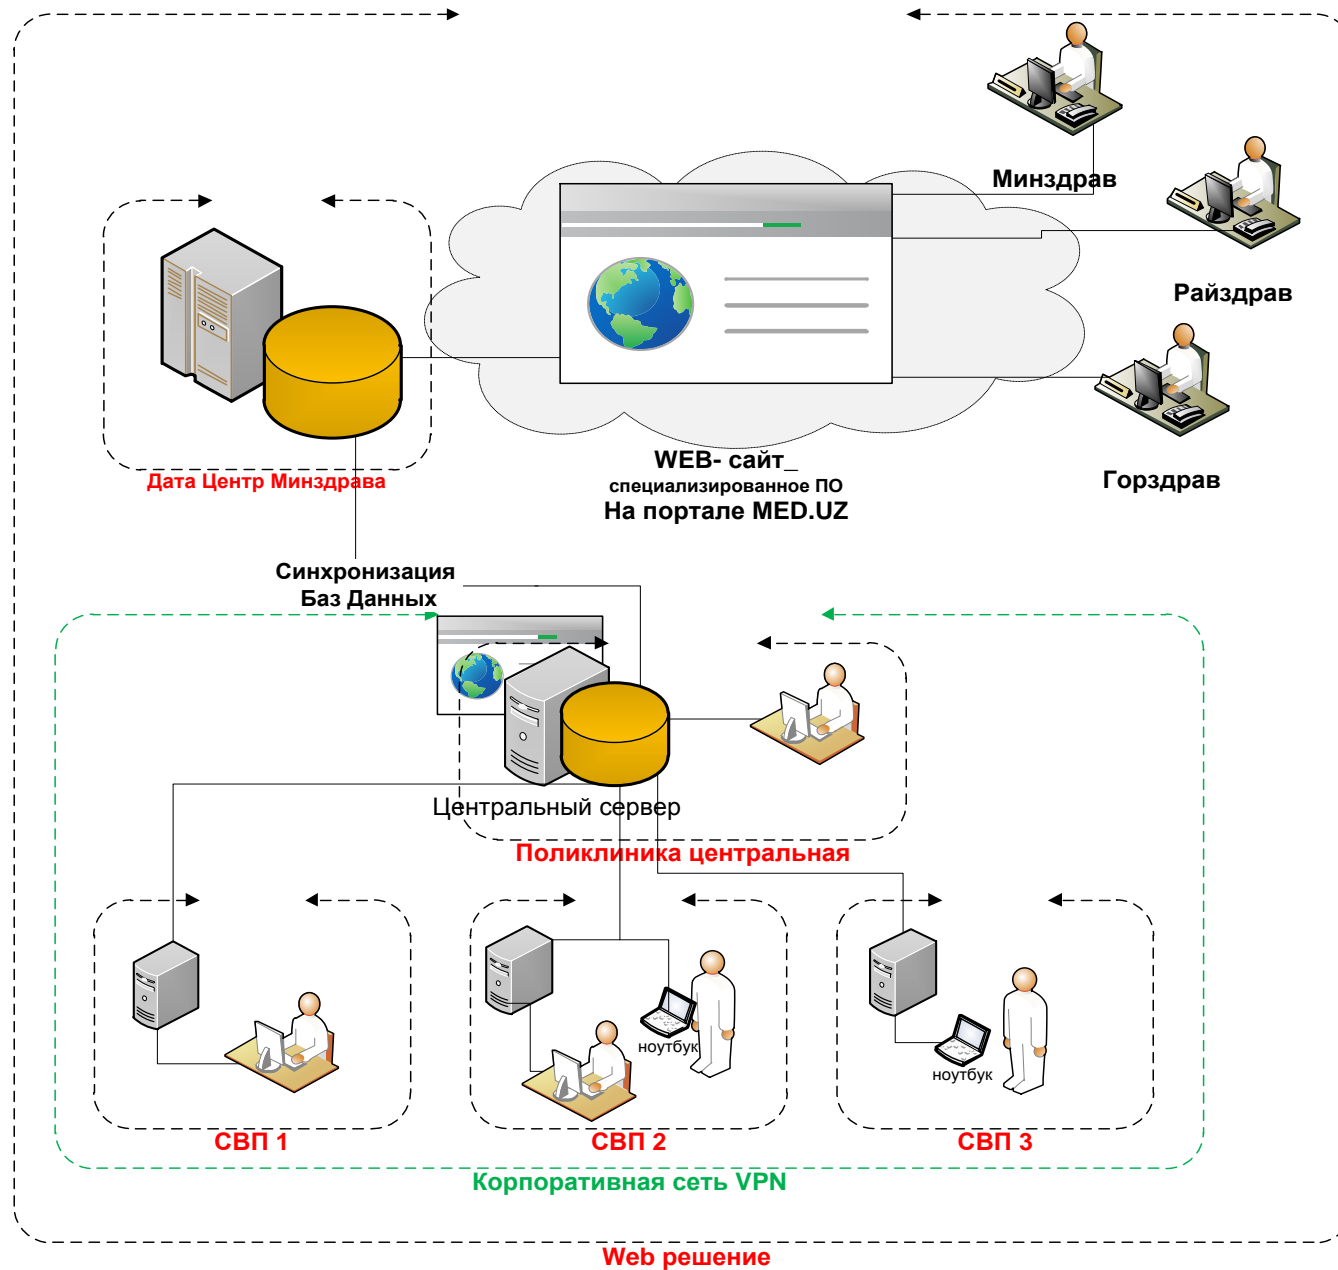 Минздрав
Райздрав
Дата Центр Минздрава
WEB- сайт_
специализированное ПО
На портале MED.UZ
Горздрав
Синхронизация
Баз Данных
Центральный сервер
Поликлиника центральная
ноутбук
ноутбук
СВП 1
СВП 2
СВП 3
Корпоративная сеть VPN
Web решение